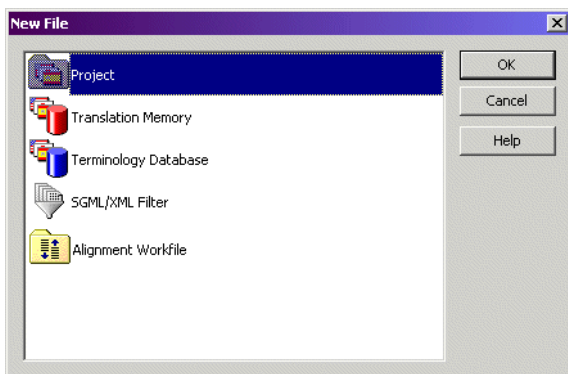 New File
Project
Translation Memory
Terminology Database
SGML/XML Filter
Alignment Workfile
OK
Cancel
Help